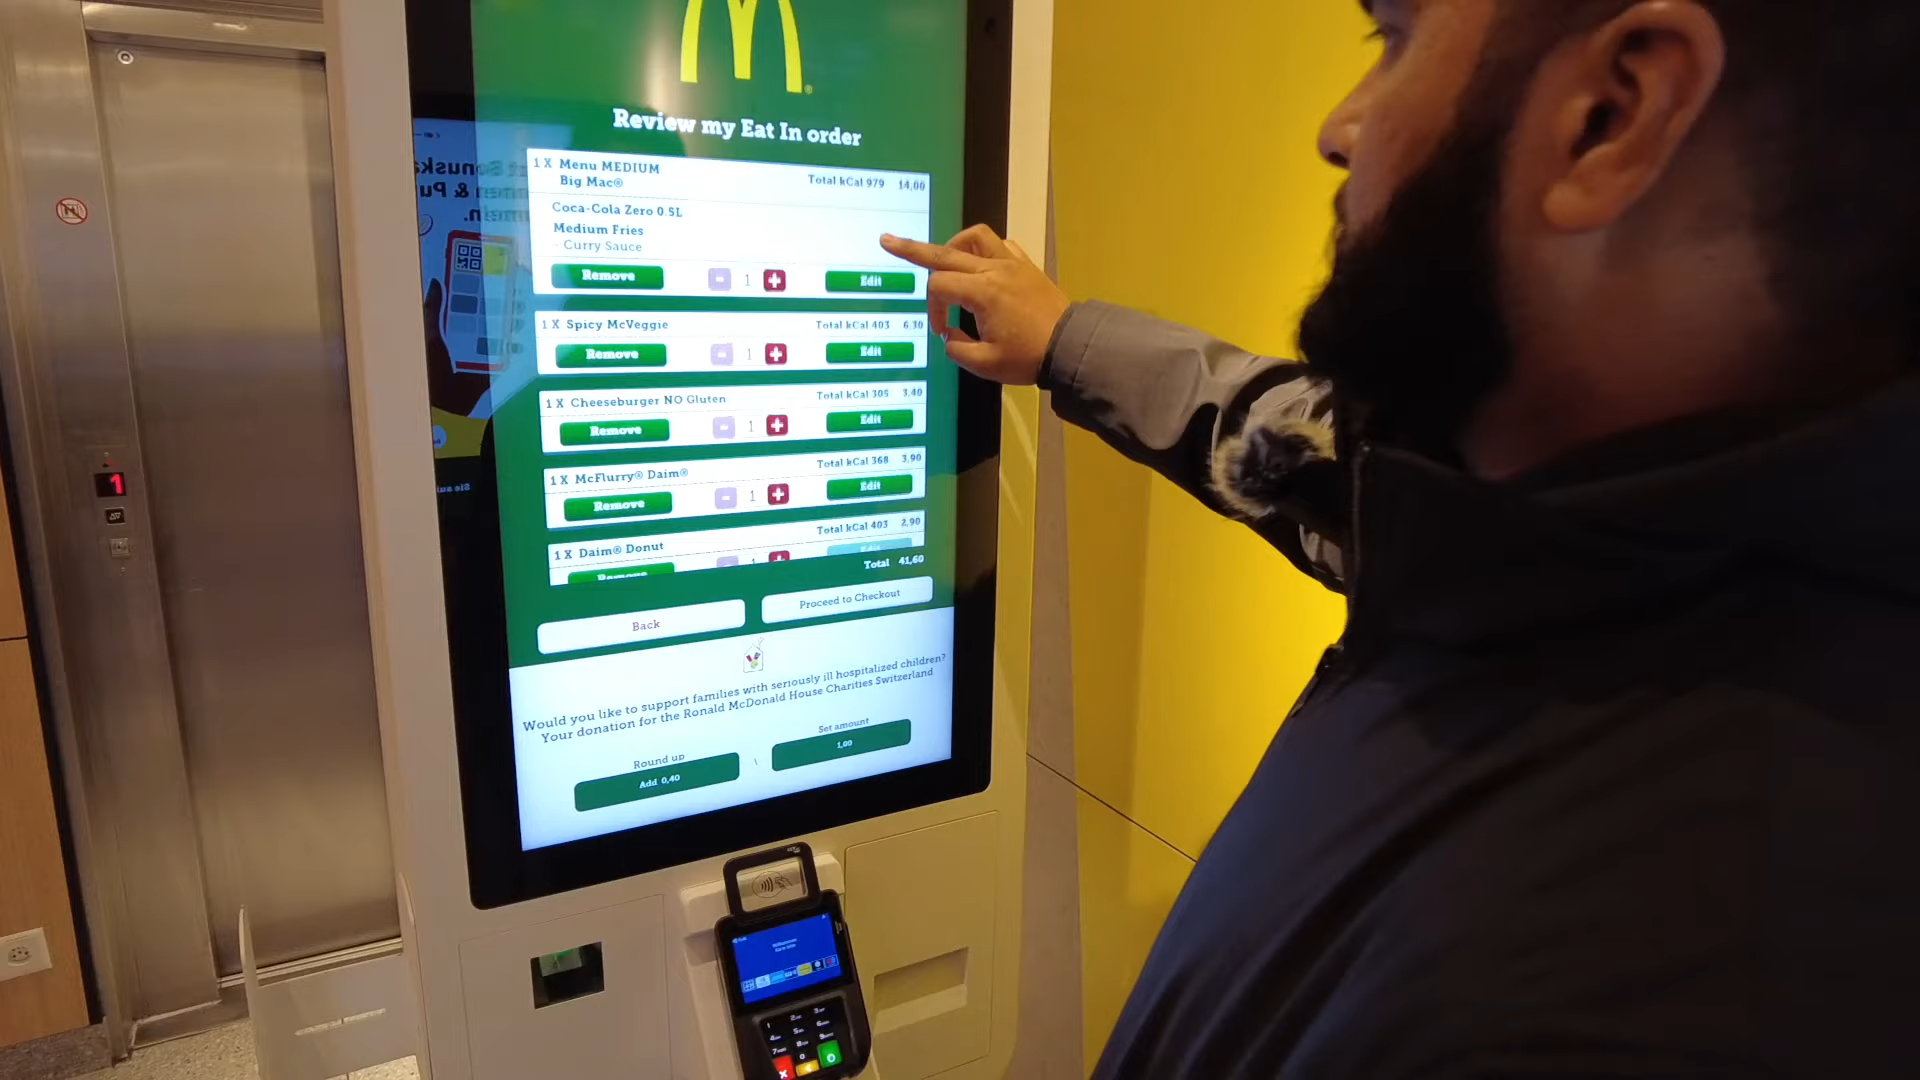 Review my Eat In order
1 X Menu MEDIUM
Big Mac®
Total kCal 979 14,00
Coca-Cola Zero 0.5L
Medium Fries
- Curry Sauce
Remove - 1 + Edit
1 X Spicy McVeggie Total kCal 403 6,30
Remove - 1 + Edit
1 X Cheeseburger NO Gluten Total kCal 305 3,40
Remove - 1 + Edit
1 X McFlurry® Daim® Total kCal 368 3,90
Remove - 1 + Edit
1 X Daim® Donut Total kCal 403 2,90
Remove - 1 + Edit
Total 41,60
Back Proceed to Checkout
Would you like to support families with seriously ill hospitalized children?
Your donation for the Ronald McDonald House Charities Switzerland
Round up Set amount
Add 0,40 1,00
1